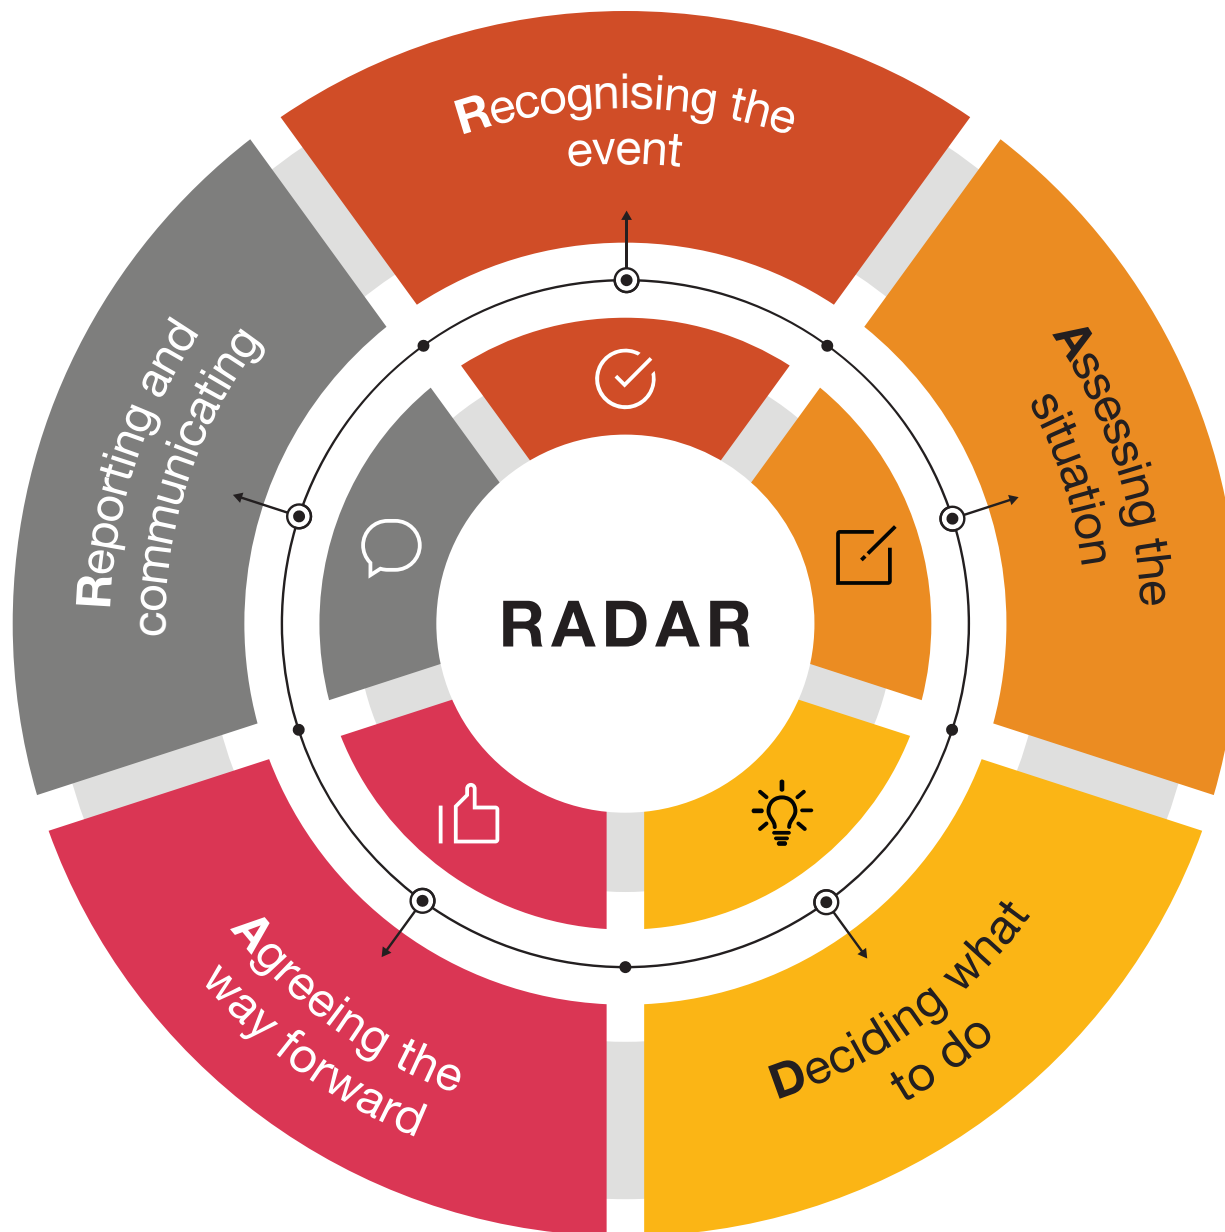 Recognising the
event
Assessing the
situation
Deciding what
to do
Agreeing the
way forward
Reporting and
communicating
RADAR